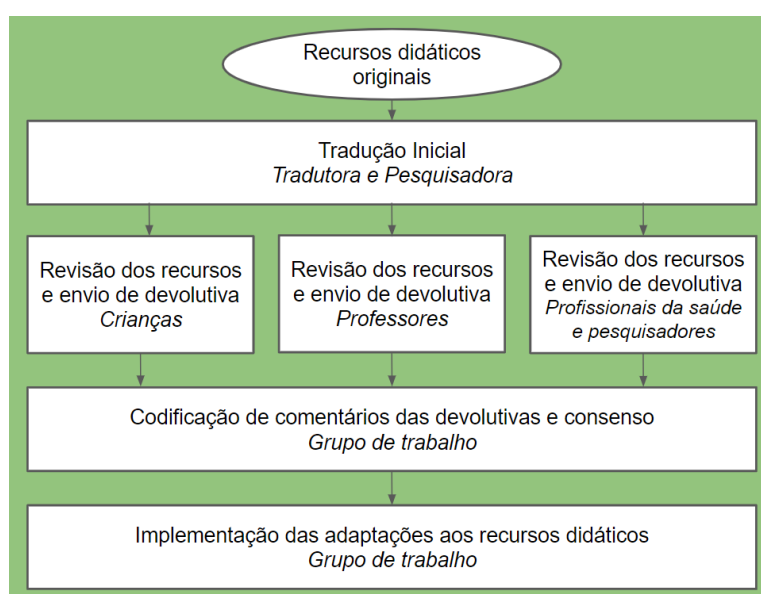 Recursos didáticos
originais
Tradução Inicial
Tradutora e Pesquisadora
Revisão dos recursos
e envio de devolutiva
Crianças
Revisão dos recursos
e envio de devolutiva
Professores
Revisão dos recursos
e envio de devolutiva
Profissionais da saúde
e pesquisadores
Codificação de comentários das devolutivas e consenso
Grupo de trabalho
Implementação das adaptações aos recursos didáticos
Grupo de trabalho